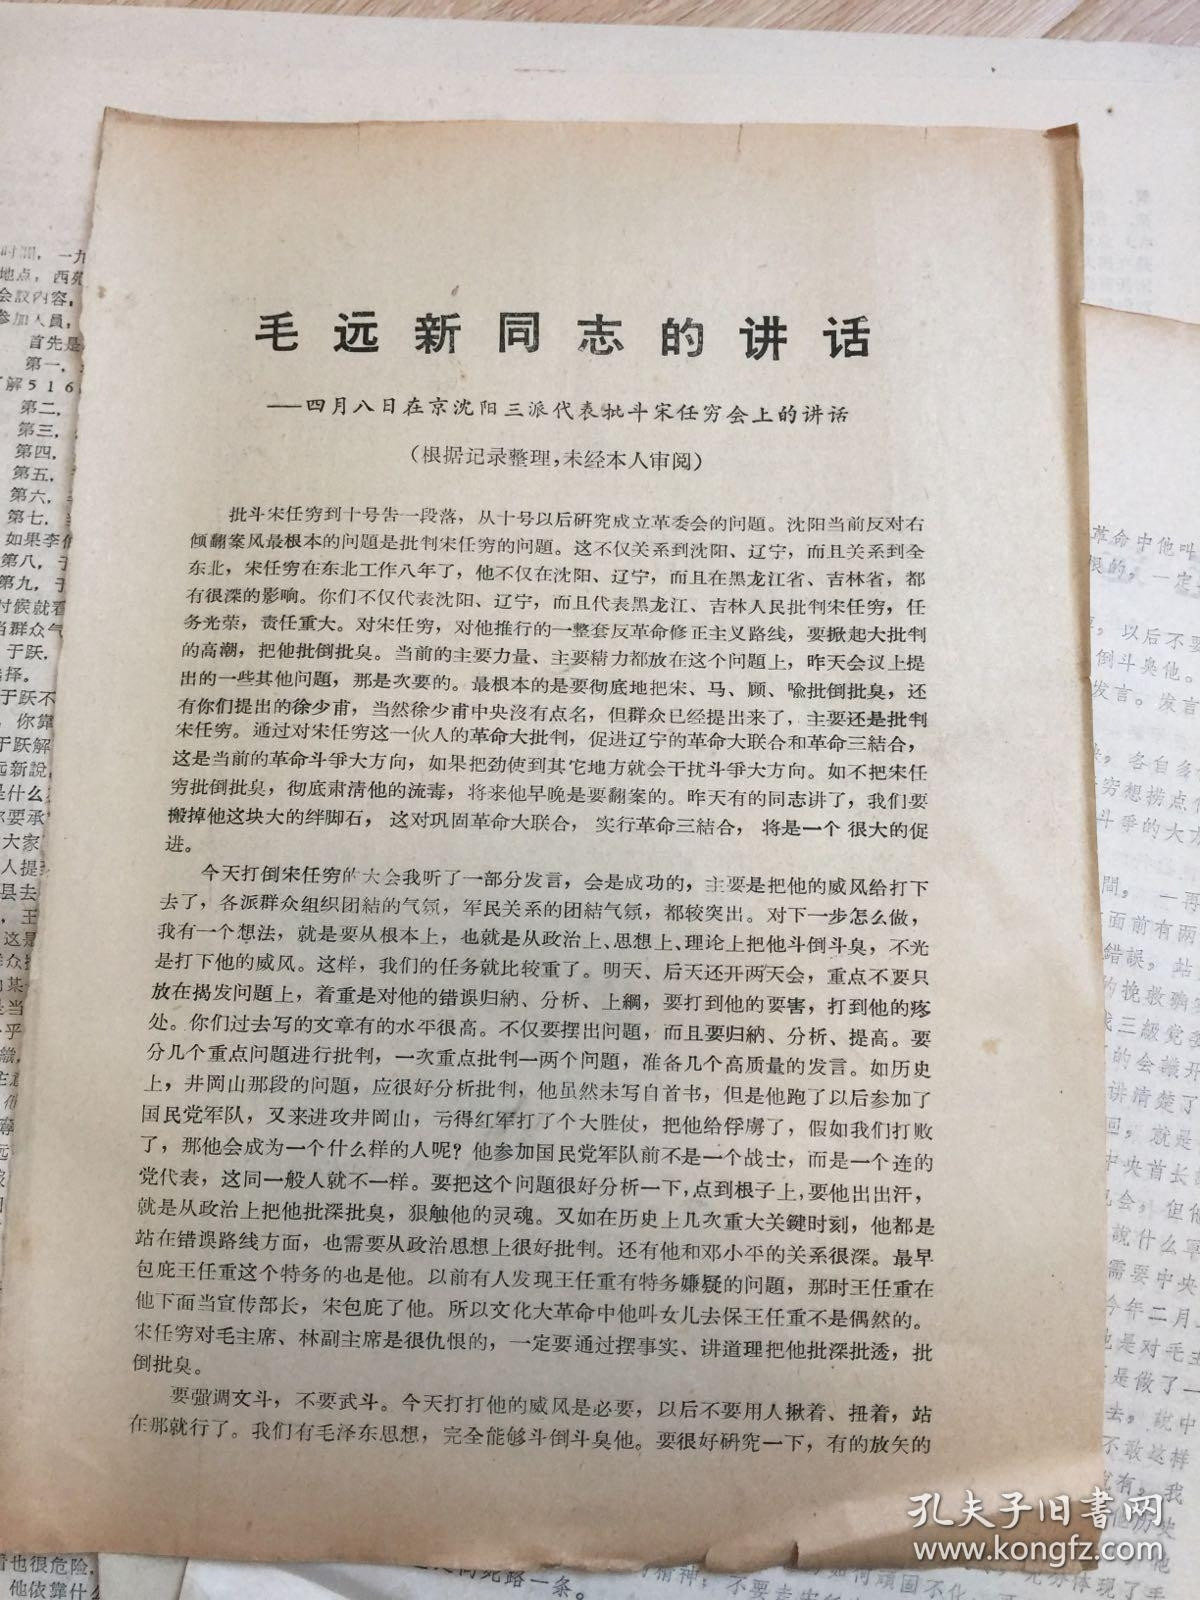 毛远新同志的讲话
——四月八日在京沈阳三派代表批斗宋任穷会上的讲话
(根据记录整理,未经本人审阅)
批斗宋任穷到十号告一段落，从十号以后研究成立革委会的问题。沈阳当前反对右
倾翻案风最根本的问题是批判宋任穷的问题。这不仅关系到沈阳、辽宁，而且关系到全
东北，宋任穷在东北工作八年了，他不仅在沈阳、辽宁，而且在黑龙江省、吉林省，都
有很深的影响。你们不仅代表沈阳、辽宁，而且代表黑龙江、吉林人民批判宋任穷，任
务光荣，责任重大。对宋任穷，对他推行的一整套反革命修正主义路线，要掀起大批判
的高潮，把他批倒批臭。当前的主要力量、主要精力都放在这个问题上，昨天会议上提
出的一些其他问题，那是次要的。最根本的是要彻底地把宋、马、顾、喻批倒批臭，还
有你们提出的徐少甫，当然徐少甫中央沒有点名，但群众已经提出来了，主要还是批判
宋任穷。通过对宋任穷这一伙人的革命大批判，促进辽宁的革命大联合和革命三結合，
这是当前的革命斗爭大方向，如果把劲使到其它地方就会干扰斗爭大方向。如不把宋任
穷批倒批臭，彻底肃淸他的流毒，将来他早晚是要翻案的。昨天有的同志讲了，我们要
搬掉他这块大的绊脚石，这对巩固革命大联合，实行革命三結合，将是一个很大的促
进。
今天打倒宋任穷的大会我听了一部分发言，会是成功的，主要是把他的威风给打下
去了，各派群众组织团結的气氛，军民关系的团結气氛，都较突出。对下一步怎么做，
我有一个想法，就是要从根本上，也就是从政治上、思想上、理论上把他斗倒斗臭，不光
是打下他的威风。这样，我们的任务就比较重了。明天、后天还开两天会，重点不要只
放在揭发问題上，着重是对他的错误归納、分析、上綱，要打到他的要害，打到他的疼
处。你们过去写的文章有的水平很高。不仅要摆出问題，而且要归納、分析、提高。要
分几个重点问題进行批判，一次重点批判一两个问題，准备几个高质量的发言。如历史
上，井岡山那段的问題，应很好分析批判，他虽然未写自首书，但是他跑了以后参加了
国民党军队，又来进攻井岡山，亏得红军打了个大胜仗，把他给俘虏了，假如我们打败
了，那他会成为一个什么样的人呢？他参加国民党军队前不是一个战士，而是一个连的
党代表，这同一般人就不一样。要把这个问題很好分析一下，点到根子上，要他出出汗，
就是从政治上把他批深批臭，狠触他的灵魂。又如在历史上几次重大关鍵时刻，他都是
站在错误路线方面，也需要从政治思想上很好批判。还有他和邓小平的关系很深。最早
包庇王任重这个特务的也是他。以前有人发现王任重有特务嫌疑的问題，那时王任重在
他下面当宣传部长，宋包庇了他。所以文化大革命中他叫女儿去保王任重不是偶然的。
宋任穷对毛主席、林副主席是很仇恨的，一定要通过摆事实、讲道理把他批深批透，批
倒批臭。
要强调文斗，不要武斗。今天打打他的威风是必要，以后不要用人揪着、扭着，站
在那就行了。我们有毛泽东思想，完全能够斗倒斗臭他。要很好研究一下，有的放矢的
孔夫子旧书网
www.kongfz.com